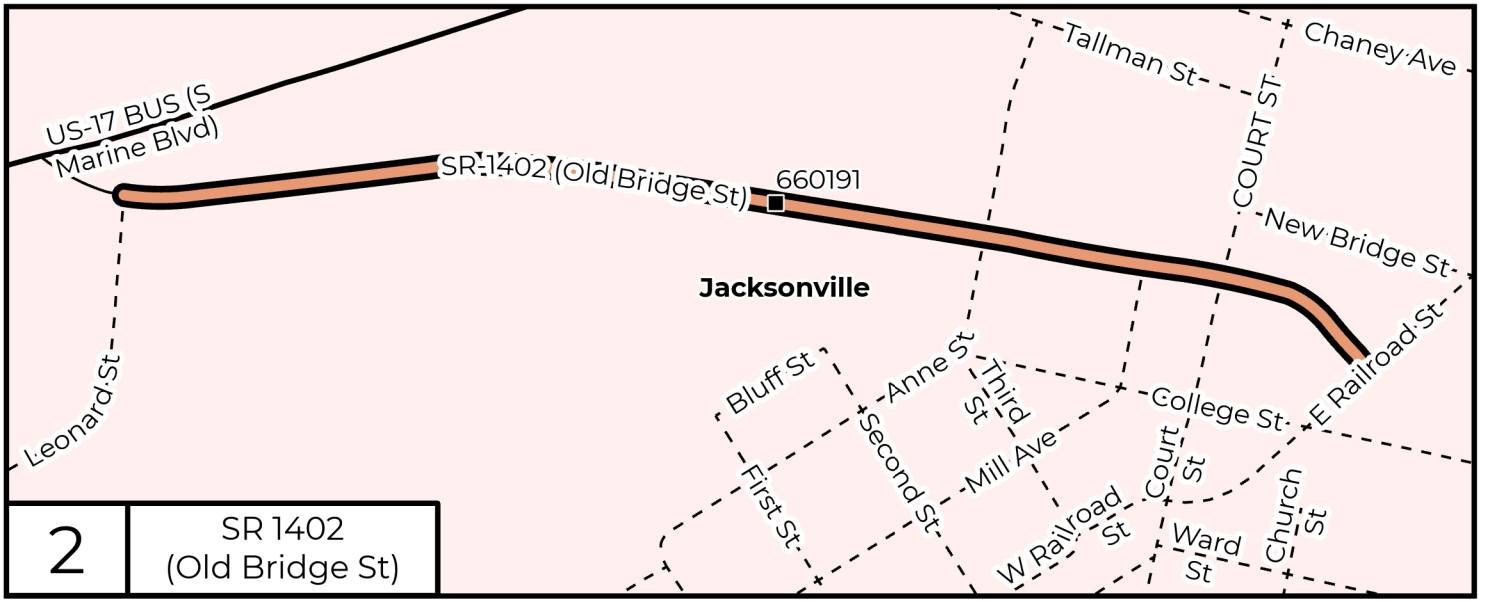 Tallman St
Chaney Ave
US-17 BUS (S
Marine Blvd)
COURT ST
SR-1402 (Old Bridge St)
660191
New Bridge St
Jacksonville
Leonard St
Bluff St
Anne St
Third
St
College St
E Railroad St
Second St
Mill Ave
First St
Court
St
W Railroad
St
Church
St
Ward
St
2
SR 1402
(Old Bridge St)